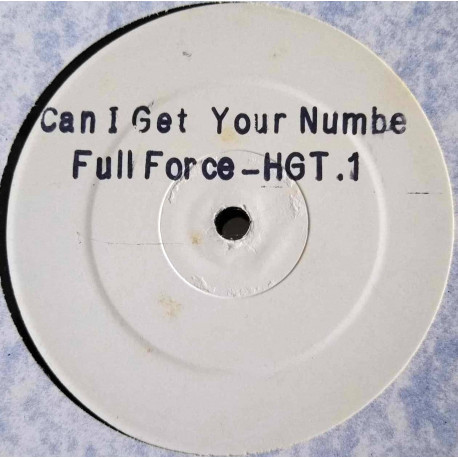 Can I Get Your Numbe
Full Force-HGT.1